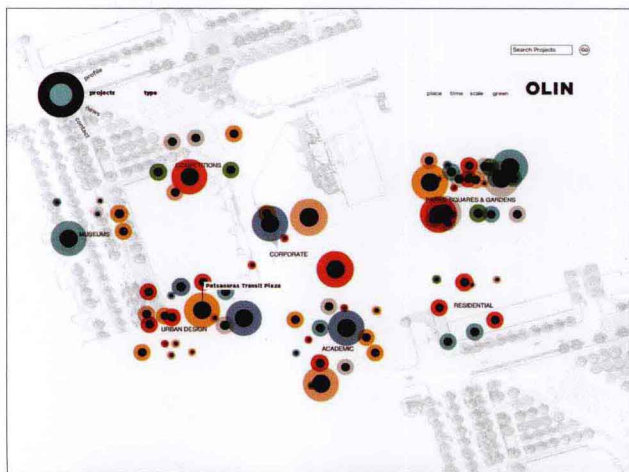 Search Projects
Go
profile
projects type
news
contact
place time scale green
OLIN
COMPETITIONS
PARKS, SQUARES & GARDENS
MUSEUMS
CORPORATE
Patsaouras Transit Plaza
RESIDENTIAL
URBAN DESIGN
ACADEMIC